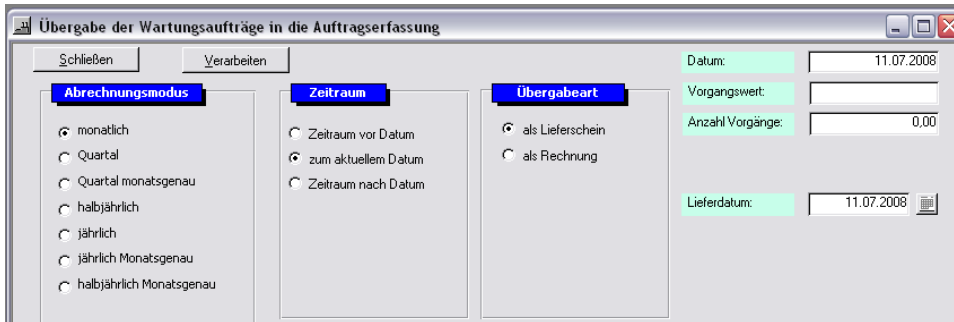 Übergabe der Wartungsaufträge in die Auftragserfassung
Schließen
Verarbeiten
Abrechnungsmodus
monatlich
Quartal
Quartal monatsgenau
halbjährlich
jährlich
jährlich Monatsgenau
halbjährlich Monatsgenau
Zeitraum
Zeitraum vor Datum
zum aktuellem Datum
Zeitraum nach Datum
Übergabeart
als Lieferschein
als Rechnung
Datum: 11.07.2008
Vorgangswert:
Anzahl Vorgänge: 0,00
Lieferdatum: 11.07.2008